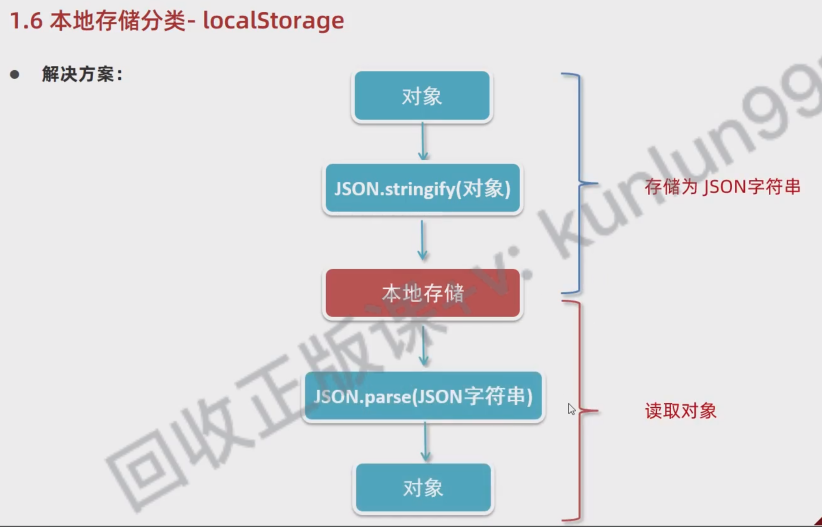 1.6 本地存储分类- localStorage
● 解决方案：
对象
JSON.stringify(对象)
存储为 JSON字符串
本地存储
JSON.parse(JSON字符串)
读取对象
对象
回收正版课+v: kunlun99